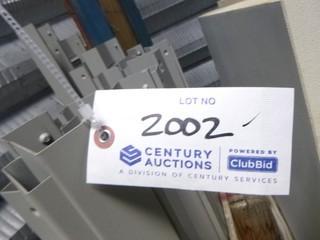 LOT NO
2002
CENTURY AUCTIONS POWERED BY ClubBid
A DIVISION OF CENTURY SERVICES